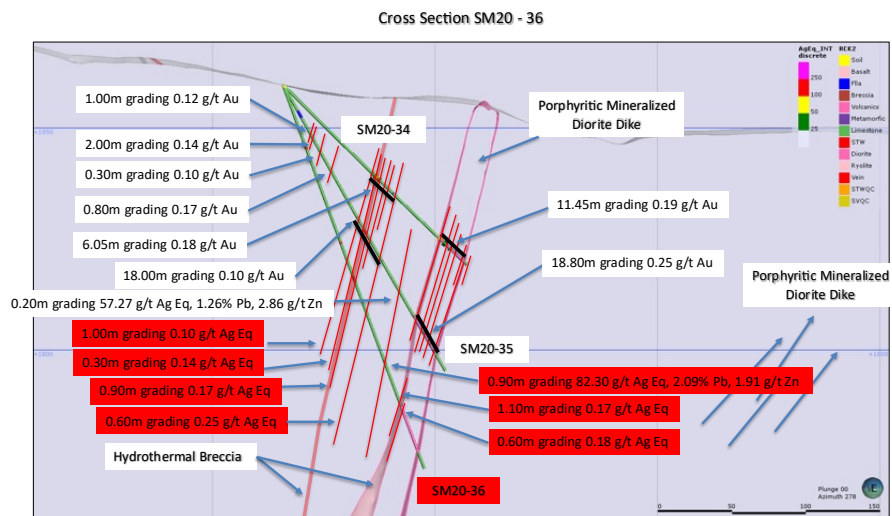 Cross Section SM20 - 36
AgEq_INT
discrete
250
100
50
25
RCE2
Soil
Basalt
Flla
Breccia
Volcanics
Metamorfic
Limestone
STW
Diorite
Ryolite
Vein
STWQC
SVQC
1.00m grading 0.12 g/t Au
2.00m grading 0.14 g/t Au
0.30m grading 0.10 g/t Au
0.80m grading 0.17 g/t Au
6.05m grading 0.18 g/t Au
18.00m grading 0.10 g/t Au
0.20m grading 57.27 g/t Ag Eq, 1.26% Pb, 2.86 g/t Zn
1.00m grading 0.10 g/t Ag Eq
0.30m grading 0.14 g/t Ag Eq
0.90m grading 0.17 g/t Ag Eq
0.60m grading 0.25 g/t Ag Eq
Hydrothermal Breccia
SM20-34
Porphyritic Mineralized
Diorite Dike
11.45m grading 0.19 g/t Au
18.80m grading 0.25 g/t Au
Porphyritic Mineralized
Diorite Dike
SM20-35
0.90m grading 82.30 g/t Ag Eq, 2.09% Pb, 1.91 g/t Zn
1.10m grading 0.17 g/t Ag Eq
0.60m grading 0.18 g/t Ag Eq
SM20-36
Plunge 00
Azimuth 278
E
0
50
100
150